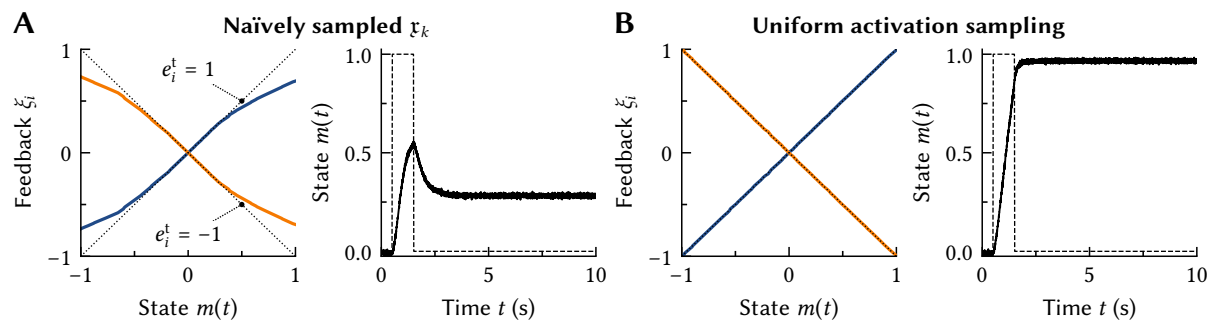 A Naïvely sampled 𝔵ₖ
1
0
−1
Feedback ξᵢ
eᵢᵗ = 1
eᵢᵗ = −1
−1 0 1
State m(t)
1.0
0.5
0.0
State m(t)
0 5 10
Time t (s)
B Uniform activation sampling
1
0
−1
Feedback ξᵢ
−1 0 1
State m(t)
1.0
0.5
0.0
State m(t)
0 5 10
Time t (s)